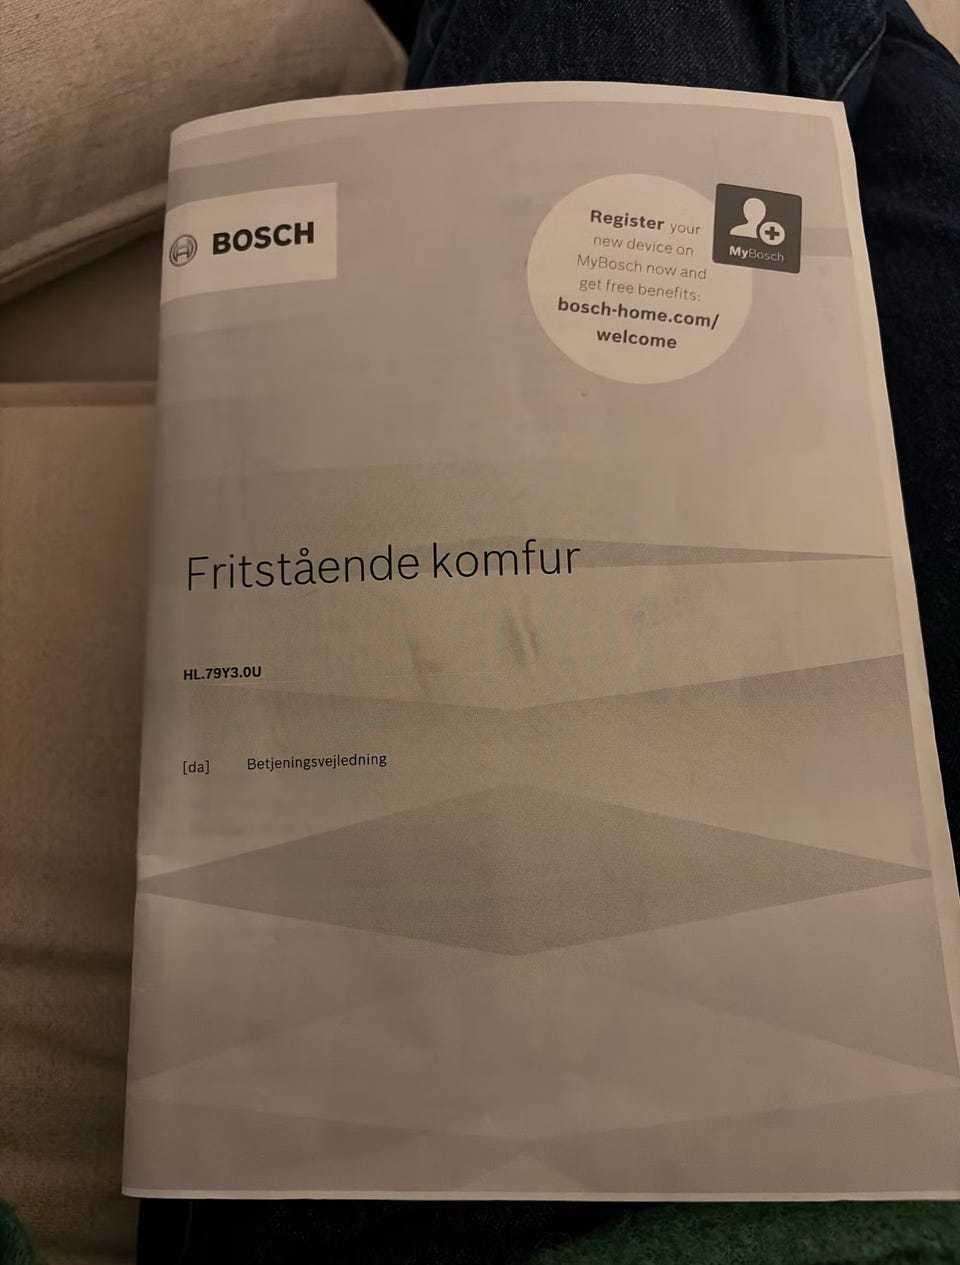 BOSCH
Register your
new device on
MyBosch now and
get free benefits:
bosch-home.com/
welcome
MyBosch
Fritstående komfur
HL.79Y3.0U
[da] Betjeningsvejledning